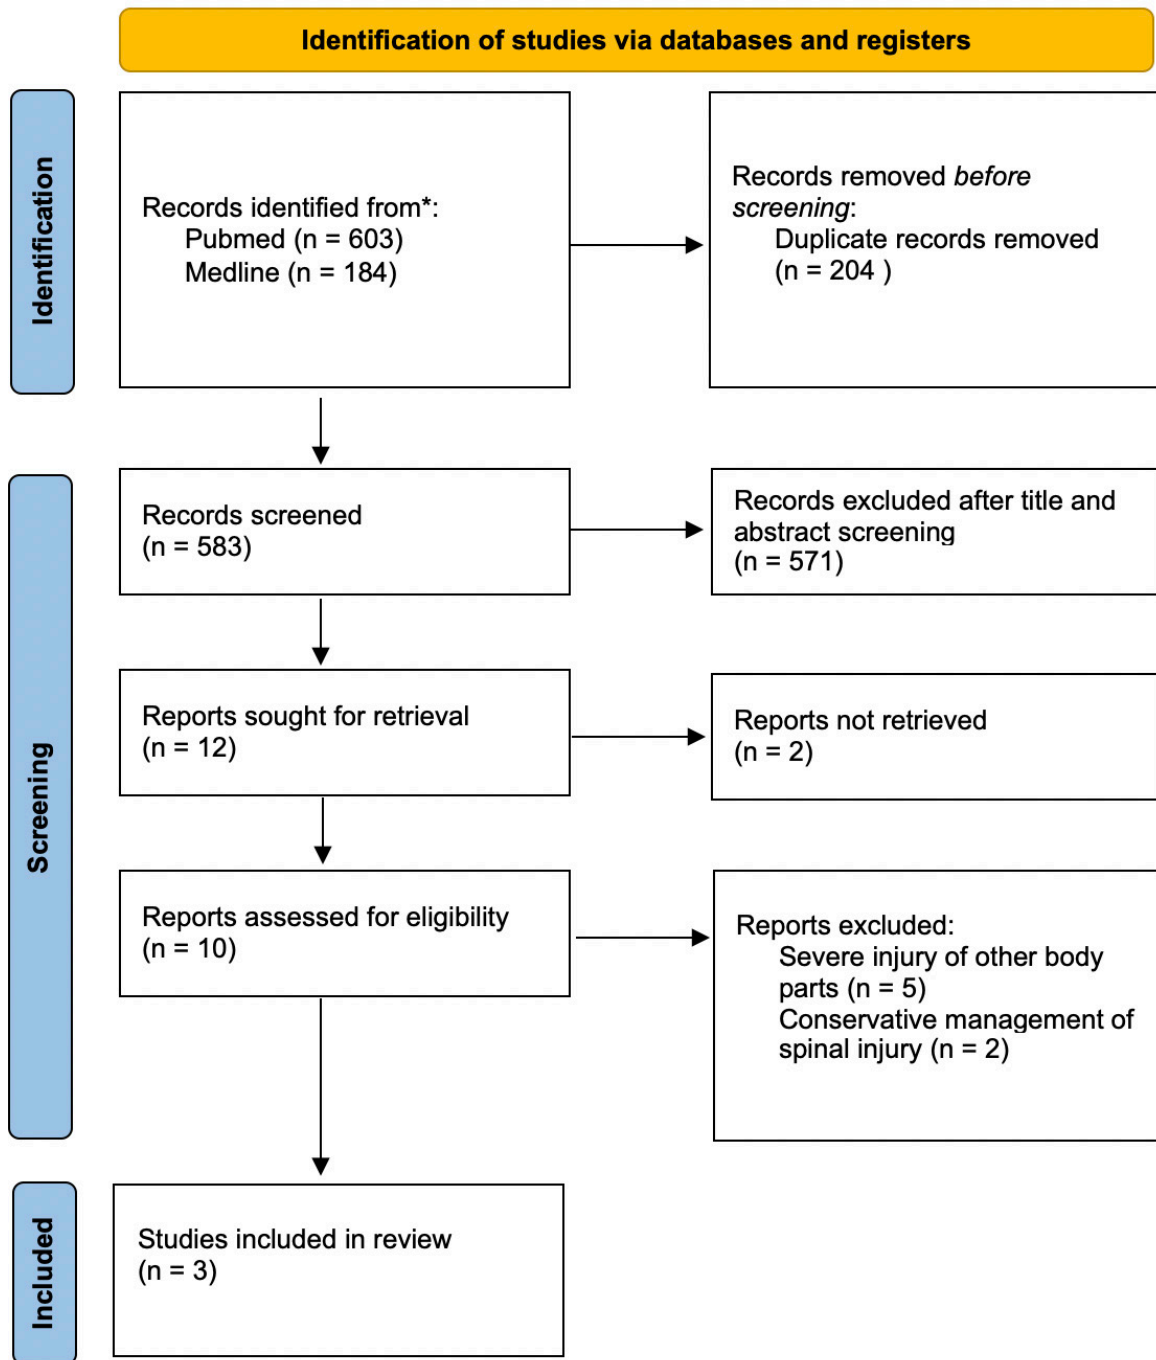 Identification of studies via databases and registers
Identification
Records identified from*:
Pubmed (n = 603)
Medline (n = 184)
Records removed before
screening:
Duplicate records removed
(n = 204 )
Screening
Records screened
(n = 583)
Records excluded after title and
abstract screening
(n = 571)
Reports sought for retrieval
(n = 12)
Reports not retrieved
(n = 2)
Reports assessed for eligibility
(n = 10)
Reports excluded:
Severe injury of other body
parts (n = 5)
Conservative management of
spinal injury (n = 2)
Included
Studies included in review
(n = 3)